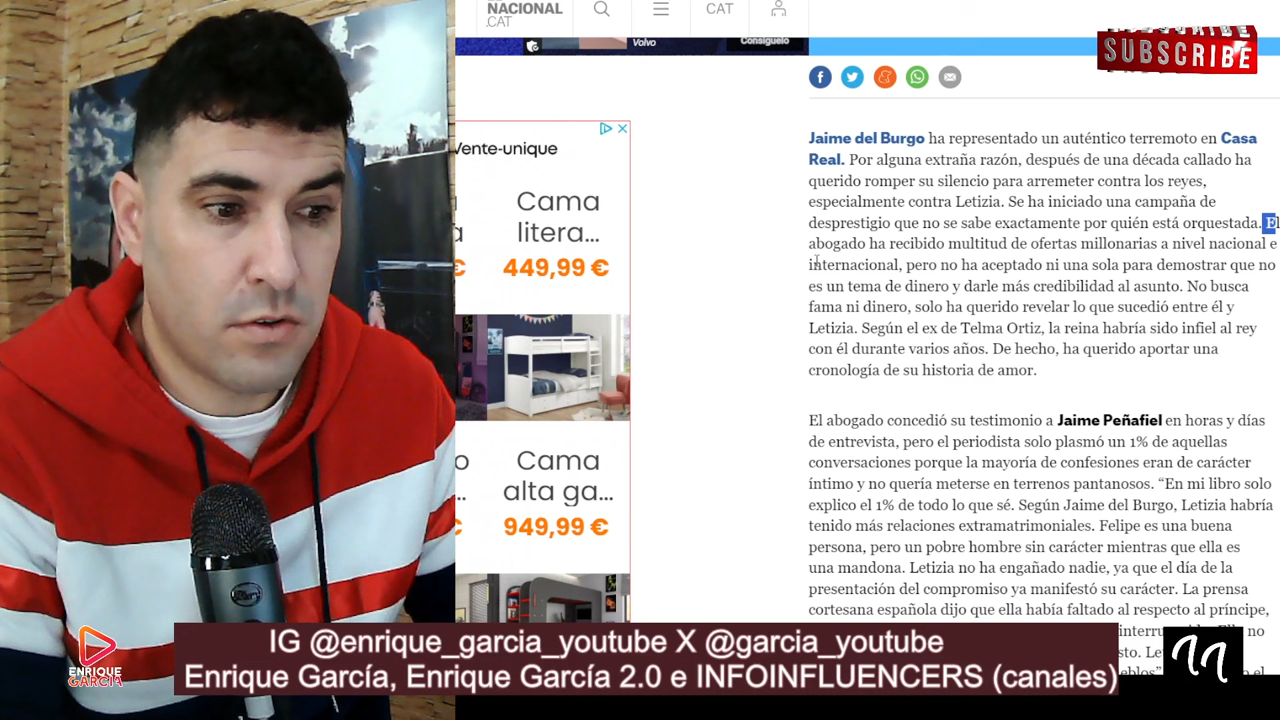 NACIONAL
.CAT
CAT
Volvo
Consíguelo
SUBSCRIBE
Vente-unique
Cama
litera...
449,99 €
Cama
alta ga...
949,99 €
Jaime del Burgo ha representado un auténtico terremoto en Casa
Real. Por alguna extraña razón, después de una década callado ha
querido romper su silencio para arremeter contra los reyes,
especialmente contra Letizia. Se ha iniciado una campaña de
desprestigio que no se sabe exactamente por quién está orquestada. El
abogado ha recibido multitud de ofertas millonarias a nivel nacional e
internacional, pero no ha aceptado ni una sola para demostrar que no
es un tema de dinero y darle más credibilidad al asunto. No busca
fama ni dinero, solo ha querido revelar lo que sucedió entre él y
Letizia. Según el ex de Telma Ortiz, la reina habría sido infiel al rey
con él durante varios años. De hecho, ha querido aportar una
cronología de su historia de amor.
El abogado concedió su testimonio a Jaime Peñafiel en horas y días
de entrevista, pero el periodista solo plasmó un 1% de aquellas
conversaciones porque la mayoría de confesiones eran de carácter
íntimo y no quería meterse en terrenos pantanosos. “En mi libro solo
explico el 1% de todo lo que sé. Según Jaime del Burgo, Letizia habría
tenido más relaciones extramatrimoniales. Felipe es una buena
persona, pero un pobre hombre sin carácter mientras que ella es
una mandona. Letizia no ha engañado nadie, ya que el día de la
presentación del compromiso ya manifestó su carácter. La prensa
cortesana española dijo que ella había faltado al respecto al príncipe,
no
IG @enrique_garcia_youtube X @garcia_youtube
Enrique García, Enrique García 2.0 e INFOINFLUENCERS (canales)
ENRIQUE
GARCÍA